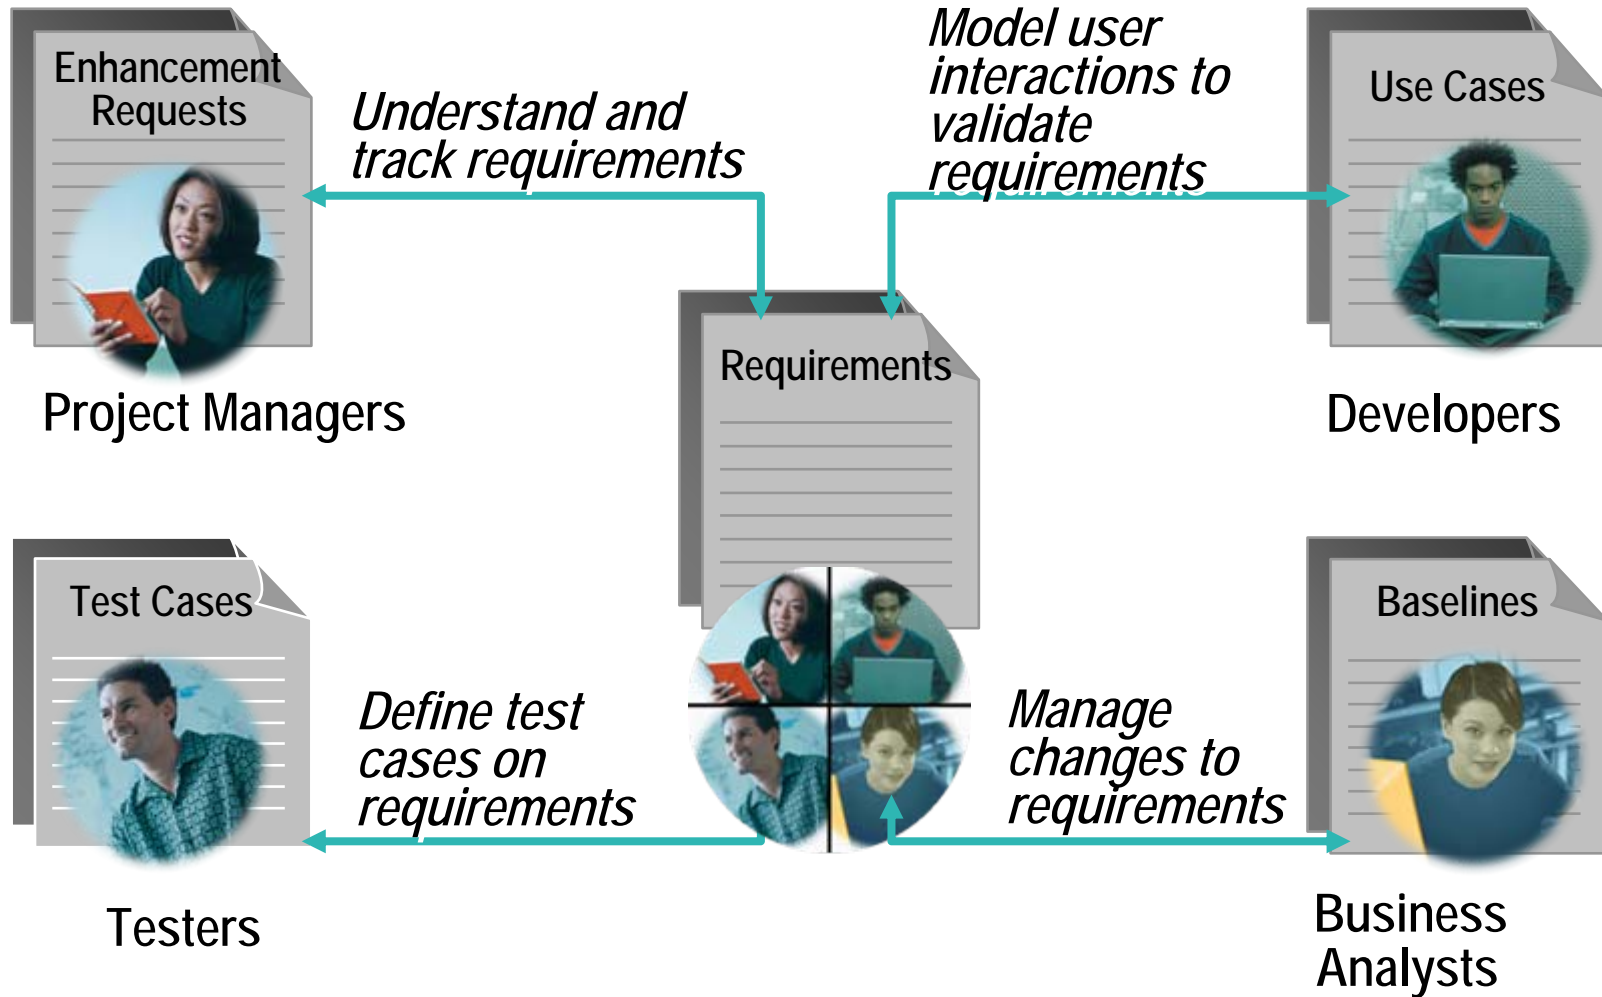 Enhancement
Requests
Understand and
track requirements
Project Managers
Model user
interactions to
validate
requirements
Use Cases
Developers
Requirements
Test Cases
Define test
cases on
requirements
Testers
Manage
changes to
requirements
Baselines
Business
Analysts